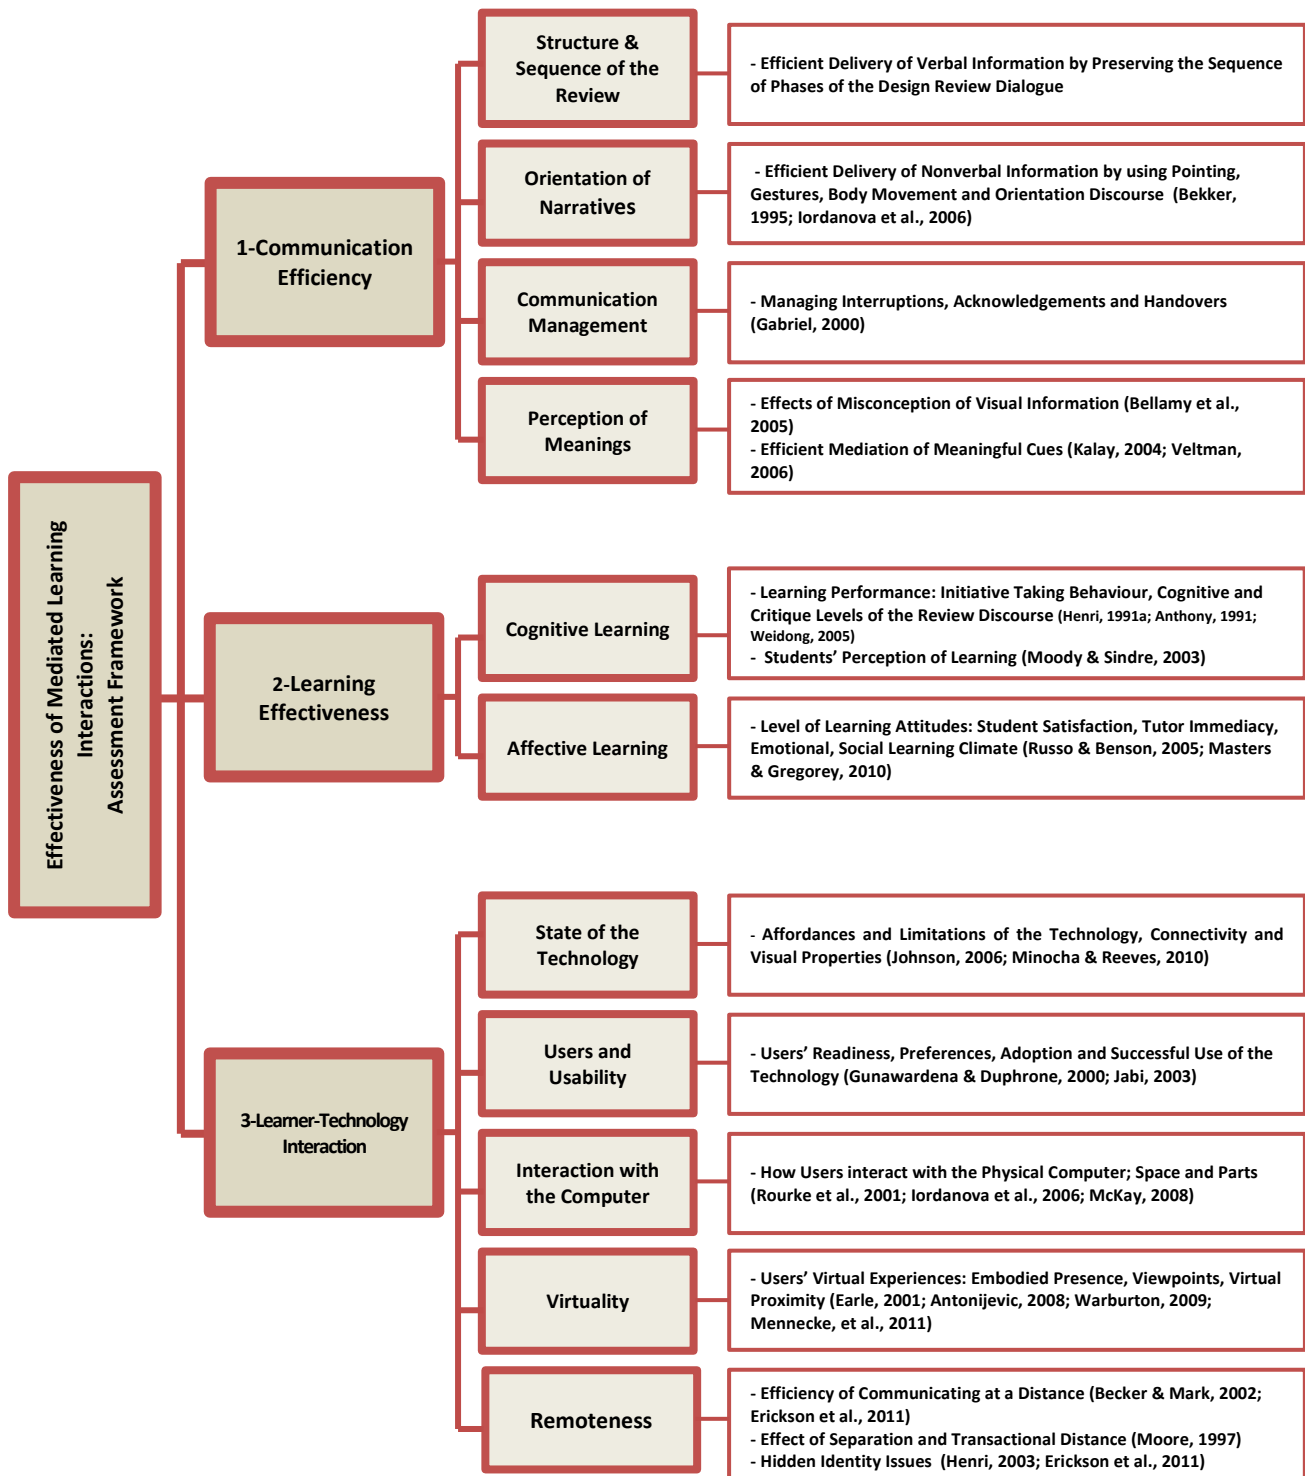 Effectiveness of Mediated Learning
Interactions:
Assessment Framework
1-Communication
Efficiency
Structure &
Sequence of the
Review
- Efficient Delivery of Verbal Information by Preserving the Sequence
of Phases of the Design Review Dialogue
Orientation of
Narratives
- Efficient Delivery of Nonverbal Information by using Pointing,
Gestures, Body Movement and Orientation Discourse (Bekker,
1995; Iordanova et al., 2006)
Communication
Management
- Managing Interruptions, Acknowledgements and Handovers
(Gabriel, 2000)
Perception of
Meanings
- Effects of Misconception of Visual Information (Bellamy et al.,
2005)
- Efficient Mediation of Meaningful Cues (Kalay, 2004; Veltman,
2006)
2-Learning
Effectiveness
Cognitive Learning
- Learning Performance: Initiative Taking Behaviour, Cognitive and
Critique Levels of the Review Discourse (Henri, 1991a; Anthony, 1991;
Weidong, 2005)
- Students’ Perception of Learning (Moody & Sindre, 2003)
Affective Learning
- Level of Learning Attitudes: Student Satisfaction, Tutor Immediacy,
Emotional, Social Learning Climate (Russo & Benson, 2005; Masters
& Gregorey, 2010)
3-Learner-Technology
Interaction
State of the
Technology
- Affordances and Limitations of the Technology, Connectivity and
Visual Properties (Johnson, 2006; Minocha & Reeves, 2010)
Users and
Usability
- Users’ Readiness, Preferences, Adoption and Successful Use of the
Technology (Gunawardena & Duphrone, 2000; Jabi, 2003)
Interaction with
the Computer
- How Users interact with the Physical Computer; Space and Parts
(Rourke et al., 2001; Iordanova et al., 2006; McKay, 2008)
Virtuality
- Users’ Virtual Experiences: Embodied Presence, Viewpoints, Virtual
Proximity (Earle, 2001; Antonijevic, 2008; Warburton, 2009;
Mennecke, et al., 2011)
Remoteness
- Efficiency of Communicating at a Distance (Becker & Mark, 2002;
Erickson et al., 2011)
- Effect of Separation and Transactional Distance (Moore, 1997)
- Hidden Identity Issues (Henri, 2003; Erickson et al., 2011)